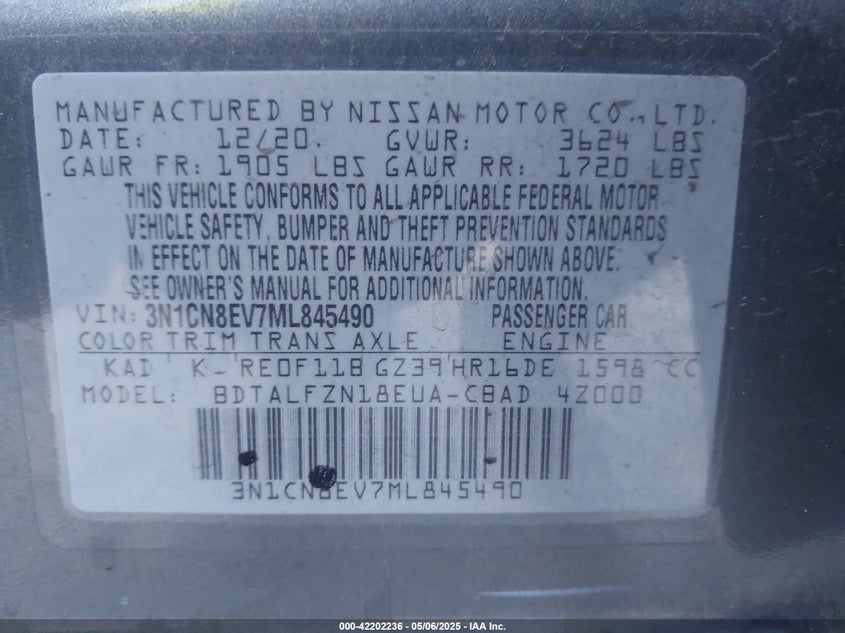 MANUFACTURED BY NISSAN MOTOR CO., LTD.
DATE: 12/20. GVWR: 3624 LBS
GAWR FR: 1905 LBS GAWR RR: 1720 LBS
THIS VEHICLE CONFORMS TO ALL APPLICABLE FEDERAL MOTOR
VEHICLE SAFETY, BUMPER AND THEFT PREVENTION STANDARDS
IN EFFECT ON THE DATE OF MANUFACTURE SHOWN ABOVE.
SEE OWNER'S MANUAL FOR ADDITIONAL INFORMATION.
VIN: 3N1CN8EV7ML845490 PASSENGER CAR
COLOR TRIM TRANS AXLE ENGINE
KAD K- RE0F11B GZ39 HR16DE 1598 CC
MODEL: BDTALFZN18EUA-CBAD 4Z000
3N1CN8EV7ML845490
000-42202236 - 05/06/2025 - IAA Inc.